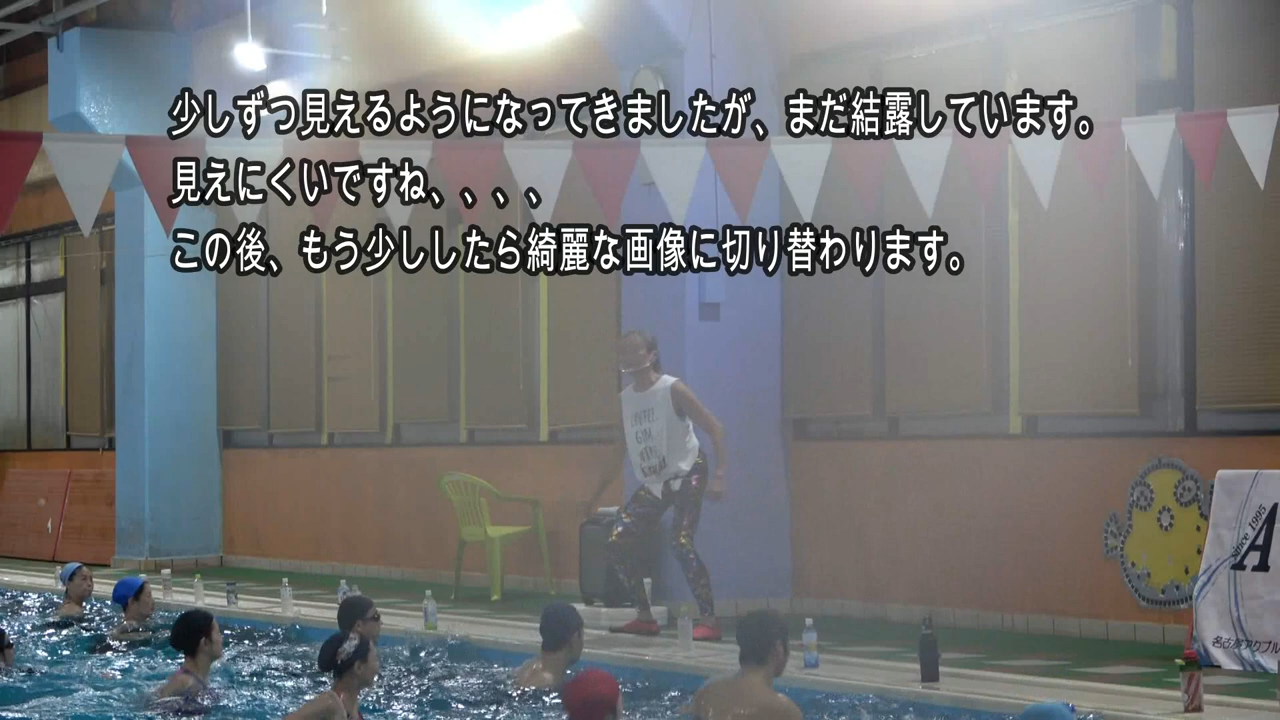 少しずつ見えるようになってきましたが、まだ結露しています。
見えにくいですね、、、、
この後、もう少ししたら綺麗な画像に切り替わります。
since 1995
A